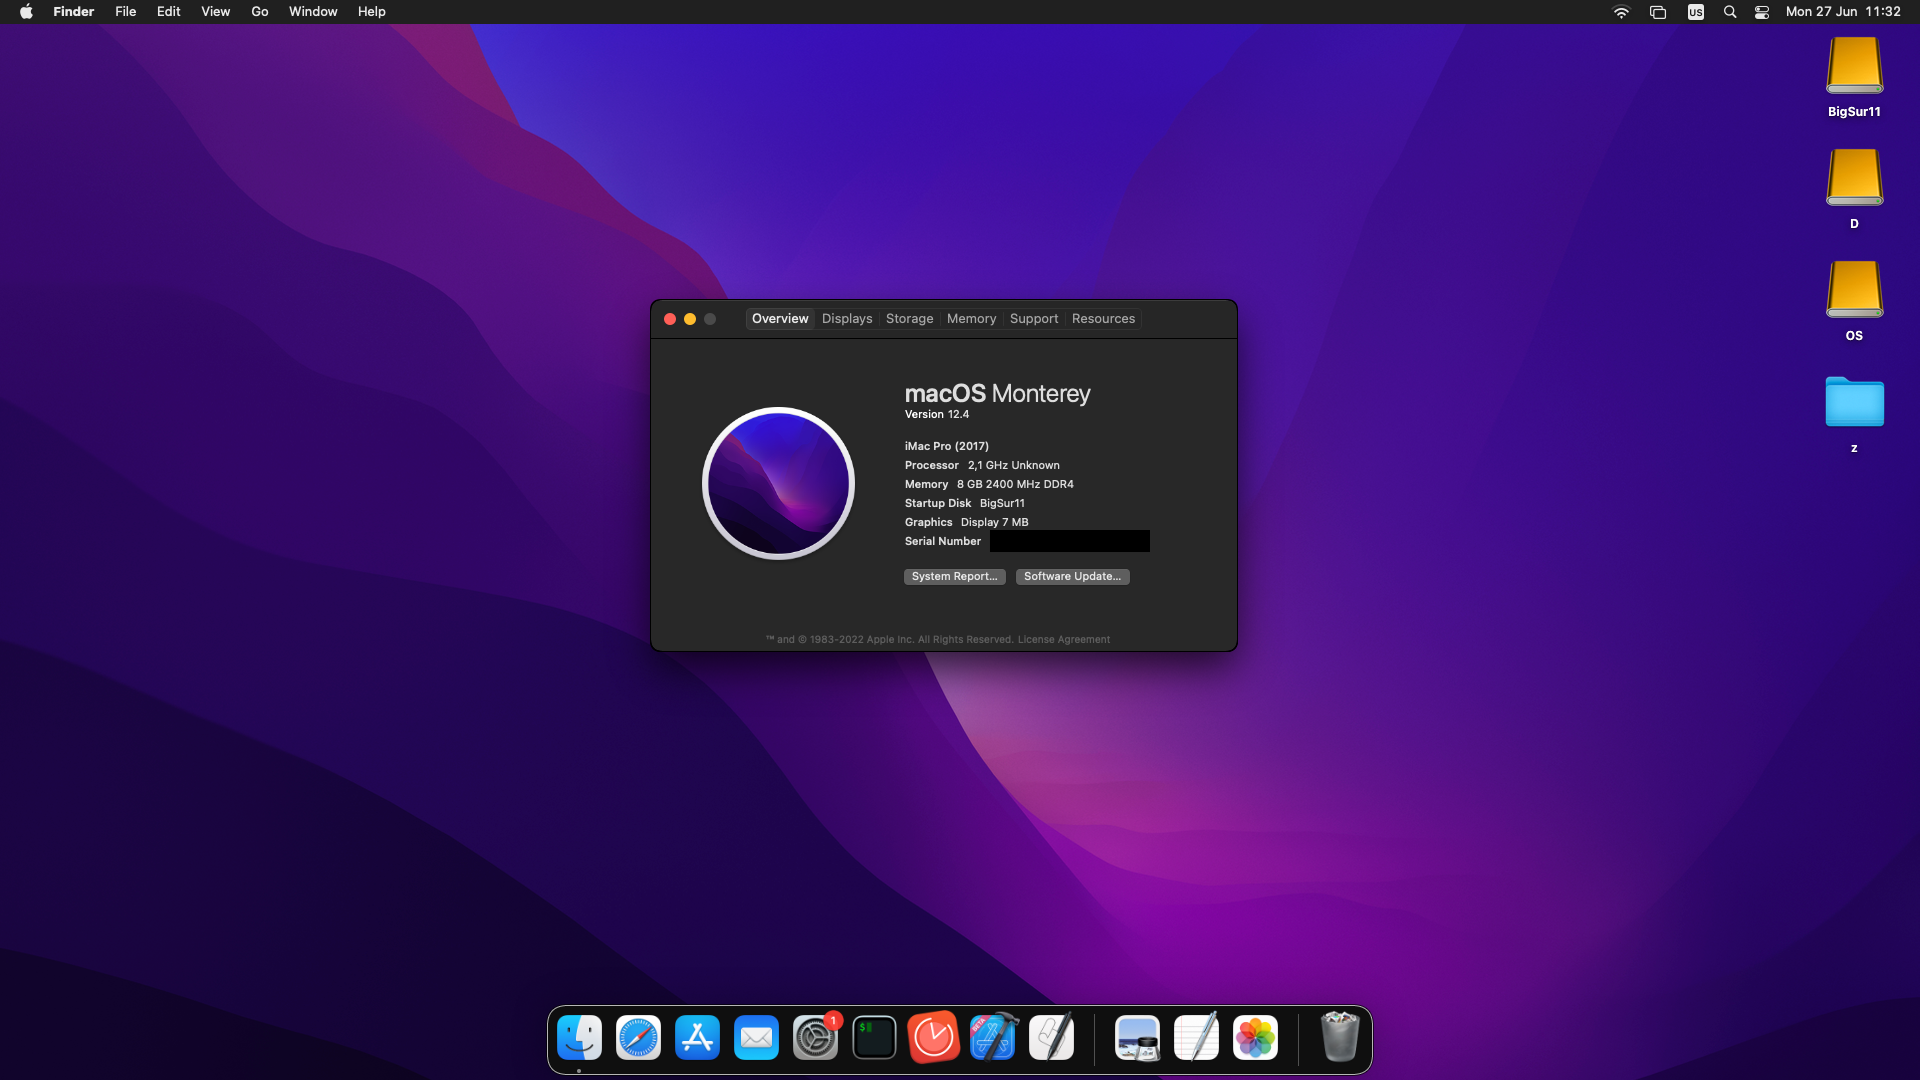 Finder File Edit View Go Window Help
US Mon 27 Jun 11:32
BigSur11
D
OS
z
Overview Displays Storage Memory Support Resources
macOS Monterey
Version 12.4
iMac Pro (2017)
Processor 2,1 GHz Unknown
Memory 8 GB 2400 MHz DDR4
Startup Disk BigSur11
Graphics Display 7 MB
Serial Number
System Report... Software Update...
™ and © 1983-2022 Apple Inc. All Rights Reserved. License Agreement
1
$
BETA